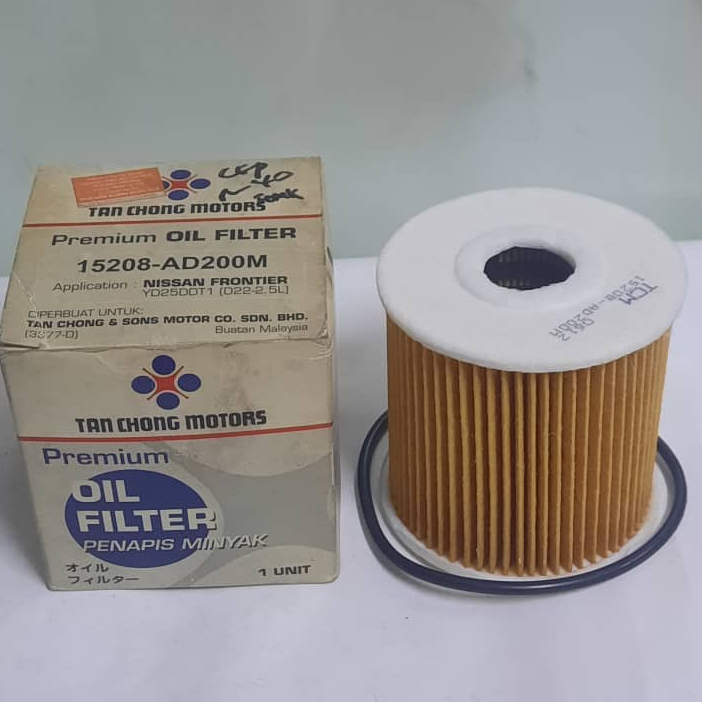 TAN CHONG MOTORS
Premium OIL FILTER
15208-AD200M
Application : NISSAN FRONTIER
YD25DDT1 (D22-2.5L)
DIPERBUAT UNTUK:
TAN CHONG & SONS MOTOR CO. SDN. BHD.
(3377-D) Buatan Malaysia
TAN CHONG MOTORS
Premium
OIL
FILTER
PENAPIS MINYAK
オイル
フィルター
1 UNIT
TCM
15208-AD200A